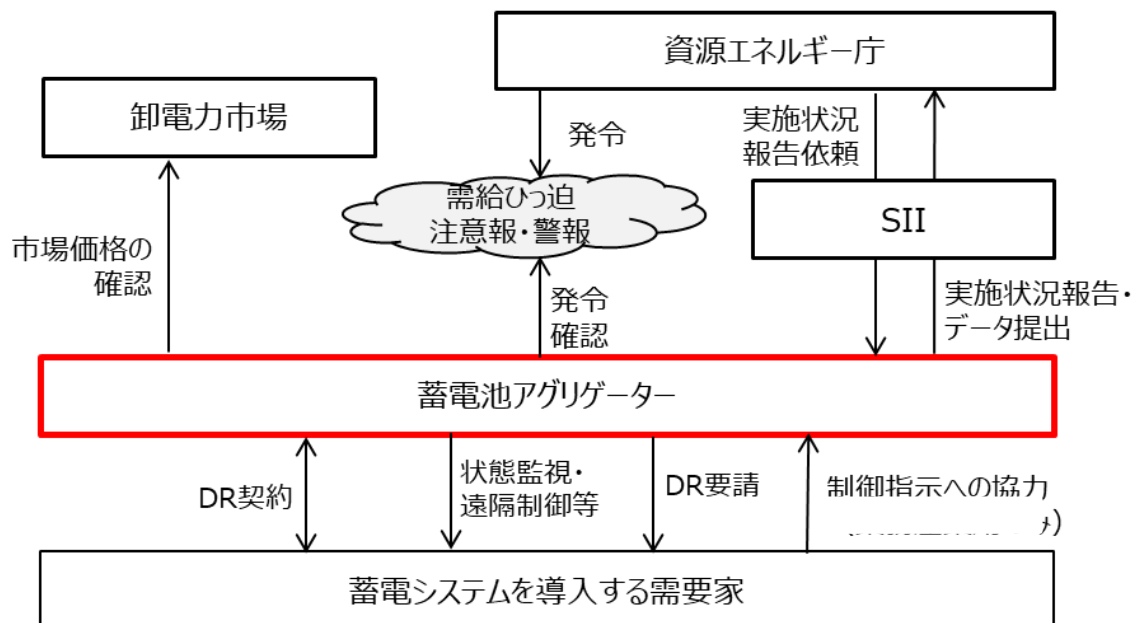 資源エネルギー庁
卸電力市場
発令
実施状況
報告依頼
需給ひっ迫
注意報・警報
SII
市場価格の
確認
発令
確認
実施状況報告・
データ提出
蓄電池アグリゲーター
DR契約
状態監視・
遠隔制御等
DR要請
制御指示への協力
蓄電システムを導入する需要家